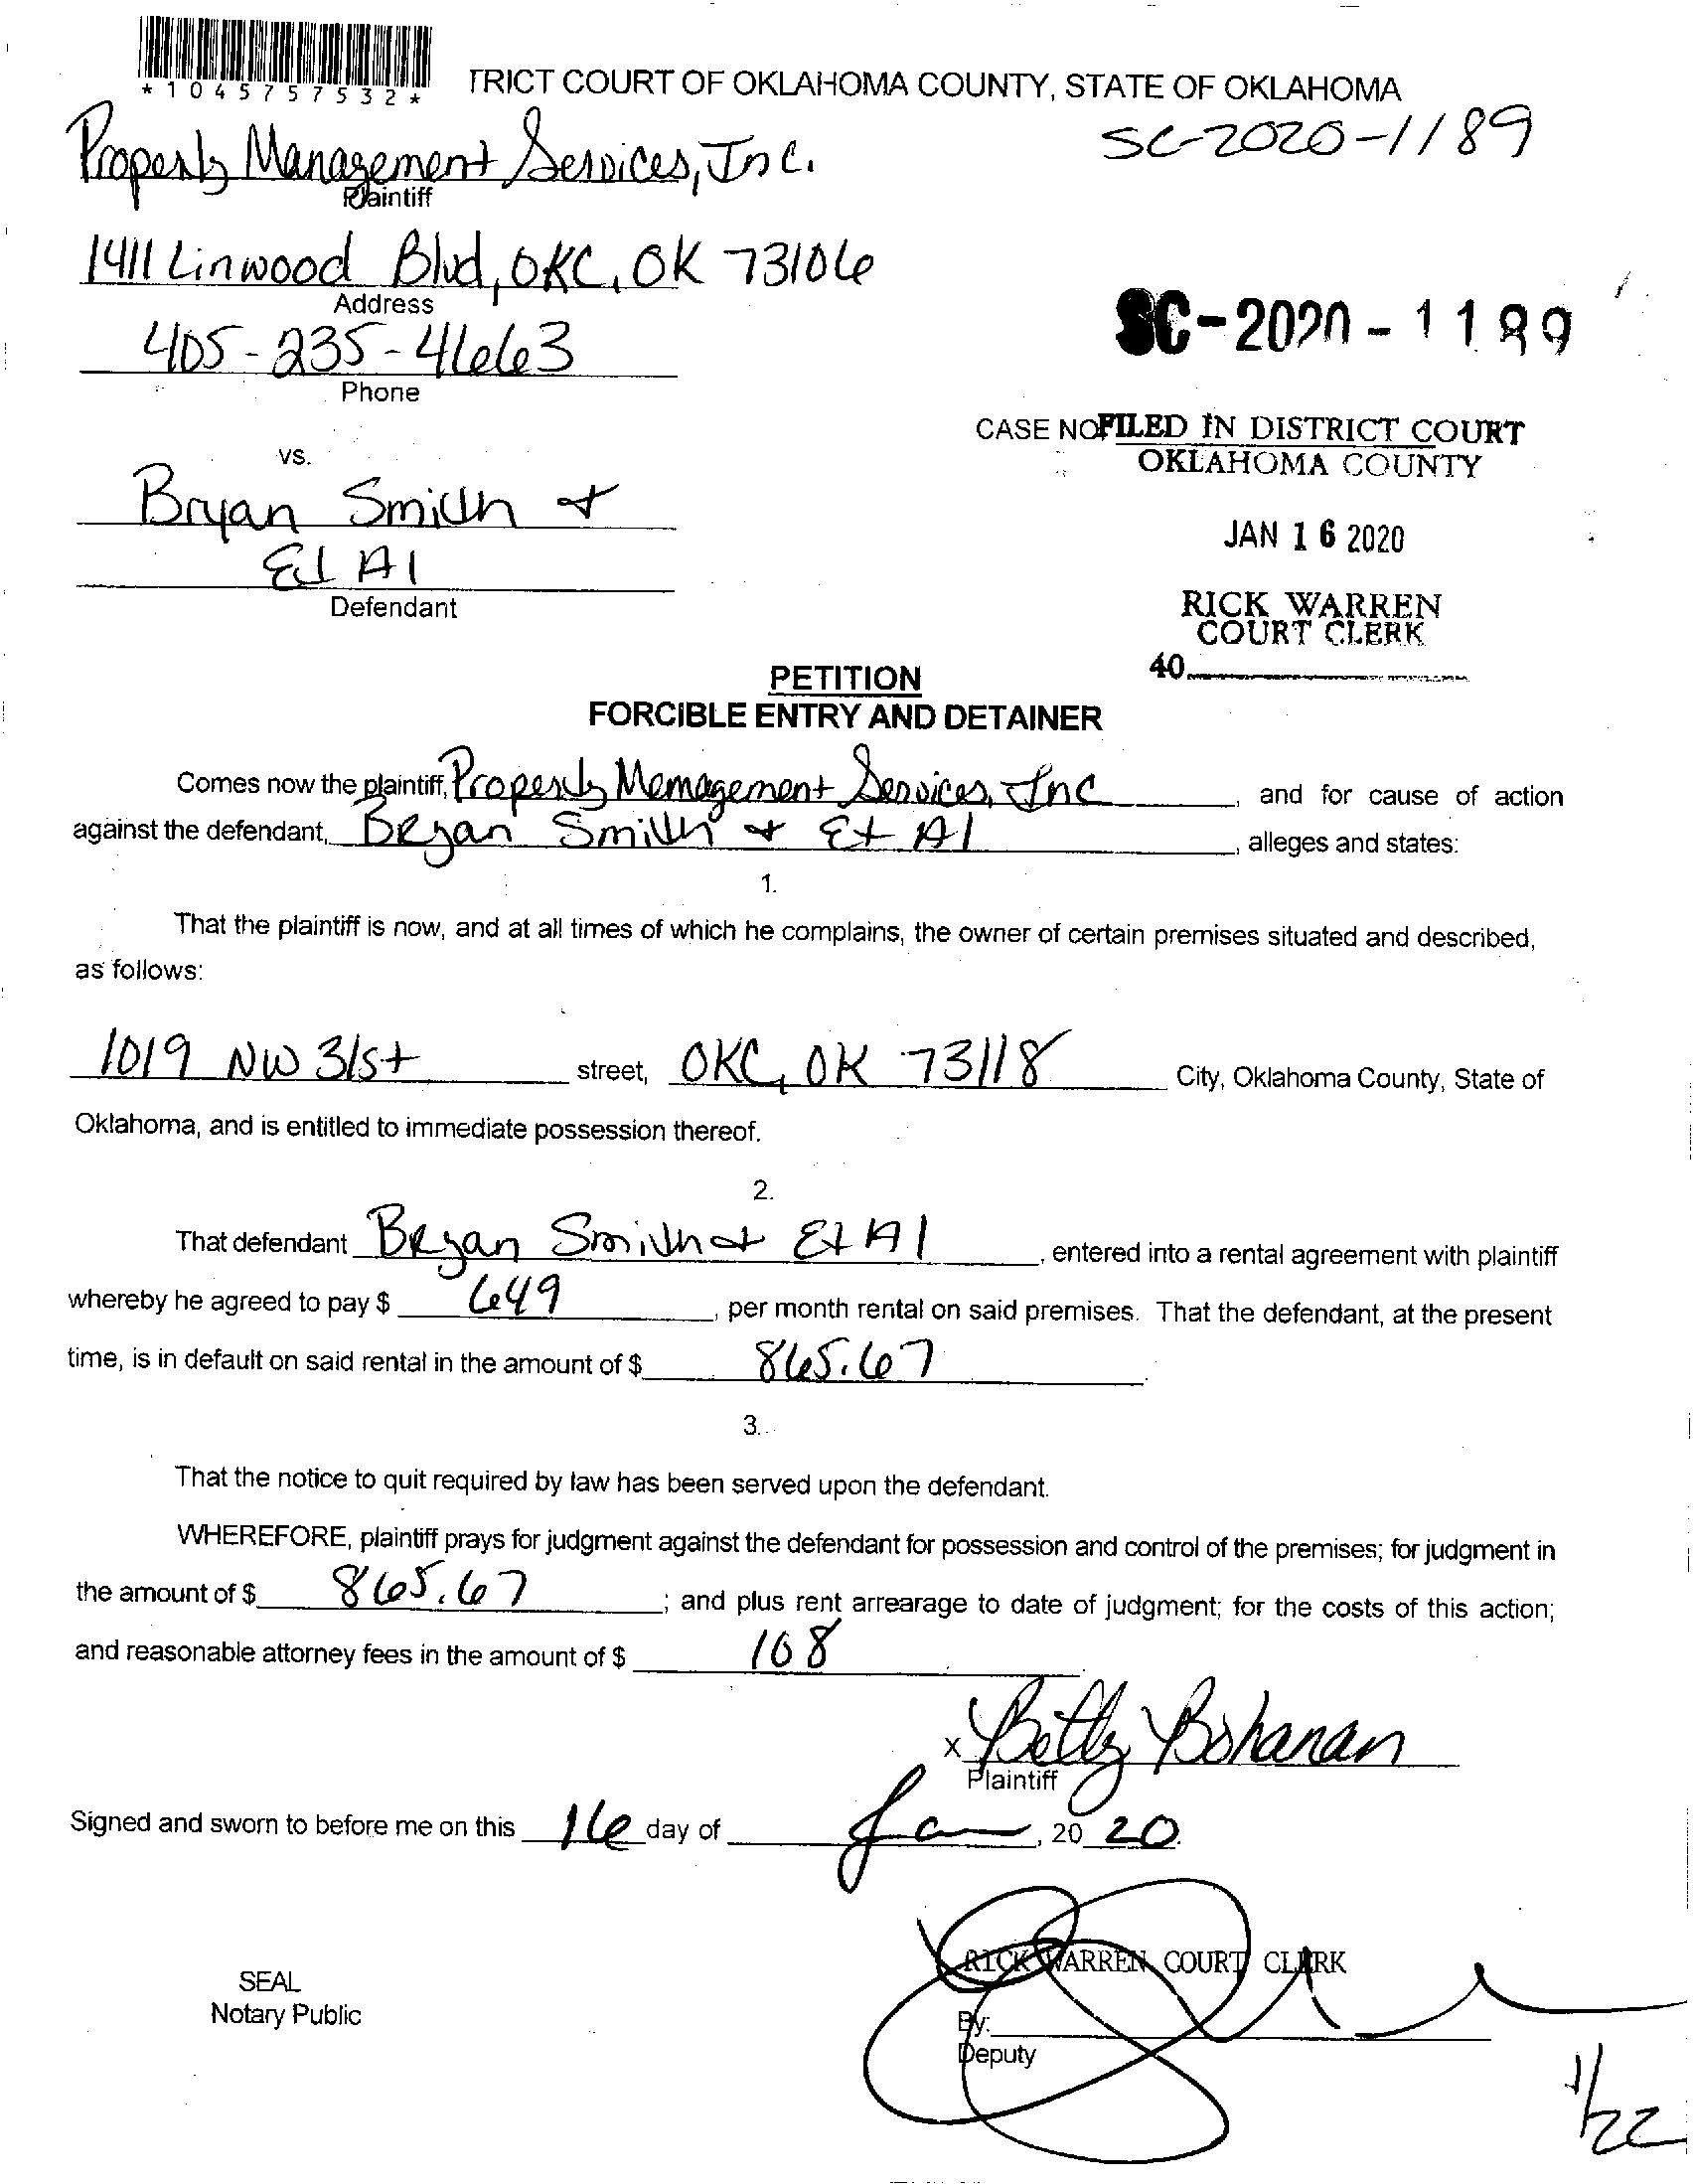 *1045757532*
TRICT COURT OF OKLAHOMA COUNTY, STATE OF OKLAHOMA
Property Management Services, Inc.
SC-2020-1189
Plaintiff
1411 Linwood Blvd, OKC, OK 73106
Address
SC-2020-1189
405-235-4663
Phone
CASE NO FILED IN DISTRICT COURT
OKLAHOMA COUNTY
vs.
Bryan Smith +
JAN 16 2020
Et Al
Defendant
RICK WARREN
COURT CLERK
40
PETITION
FORCIBLE ENTRY AND DETAINER
Comes now the plaintiff, Property Management Services, Inc, and for cause of action
against the defendant, Bryan Smith + Et Al, alleges and states:
1.
That the plaintiff is now, and at all times of which he complains, the owner of certain premises situated and described,
as follows:
1019 NW 31st street, OKC, OK 73118 City, Oklahoma County, State of
Oklahoma, and is entitled to immediate possession thereof.
2.
That defendant Bryan Smith + Et Al, entered into a rental agreement with plaintiff
whereby he agreed to pay $ 649, per month rental on said premises. That the defendant, at the present
time, is in default on said rental in the amount of $ 865.67.
3.
That the notice to quit required by law has been served upon the defendant.
WHEREFORE, plaintiff prays for judgment against the defendant for possession and control of the premises; for judgment in
the amount of $ 865.67; and plus rent arrearage to date of judgment; for the costs of this action;
and reasonable attorney fees in the amount of $ 108
x Betty Bohanan
Plaintiff
Signed and sworn to before me on this 16 day of Jan, 20 20.
RICK WARREN COURT CLERK
SEAL
Notary Public
By:
Deputy
1/22